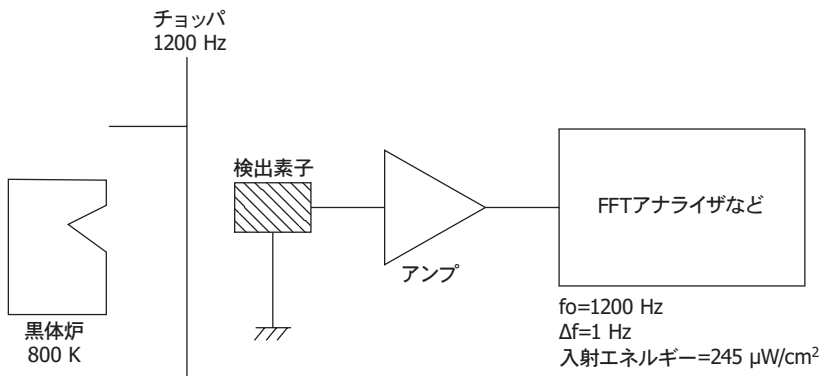 チョッパ
1200 Hz
検出素子
FFTアナライザなど
アンプ
黒体炉
800 K
fo=1200 Hz
Δf=1 Hz
入射エネルギー=245 μW/cm²